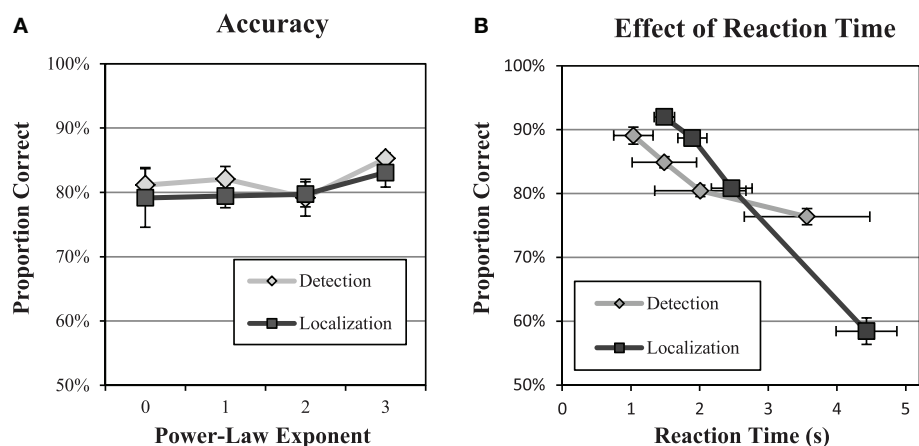 A
Accuracy
Proportion Correct
100%
90%
80%
70%
60%
50%
Detection
Localization
0 1 2 3
Power-Law Exponent
B
Effect of Reaction Time
Proportion Correct
100%
90%
80%
70%
60%
50%
Detection
Localization
0 1 2 3 4 5
Reaction Time (s)